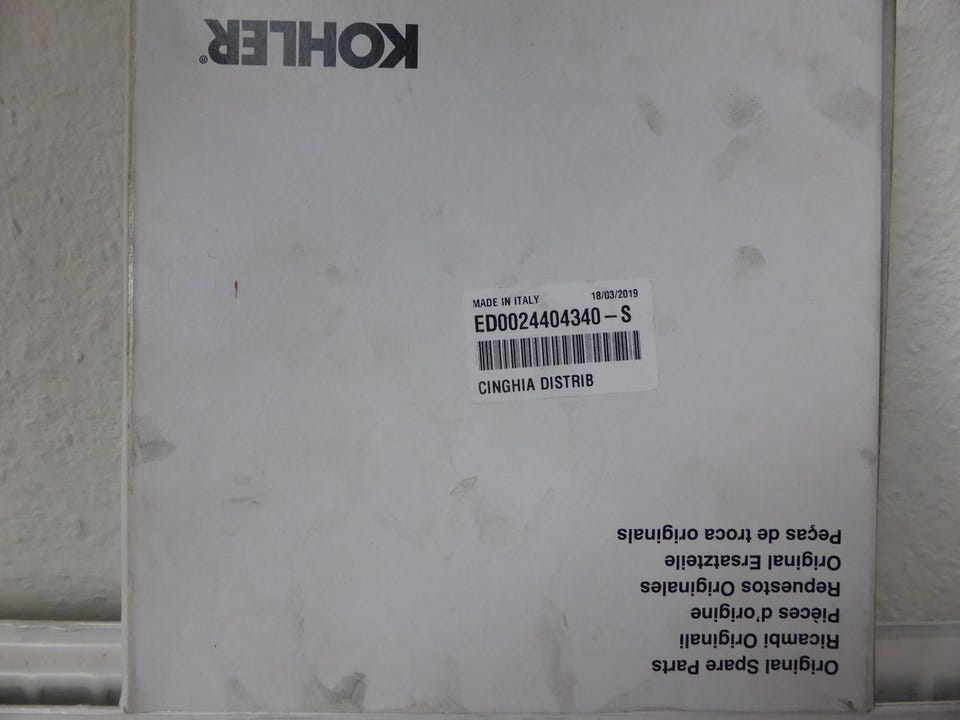 KOHLER®
MADE IN ITALY 18/03/2019
ED0024404340-S
CINGHIA DISTRIB
Original Spare Parts
Ricambi Originali
Pièces d'origine
Repuestos Originales
Original Ersatzteile
Peças de troca originals